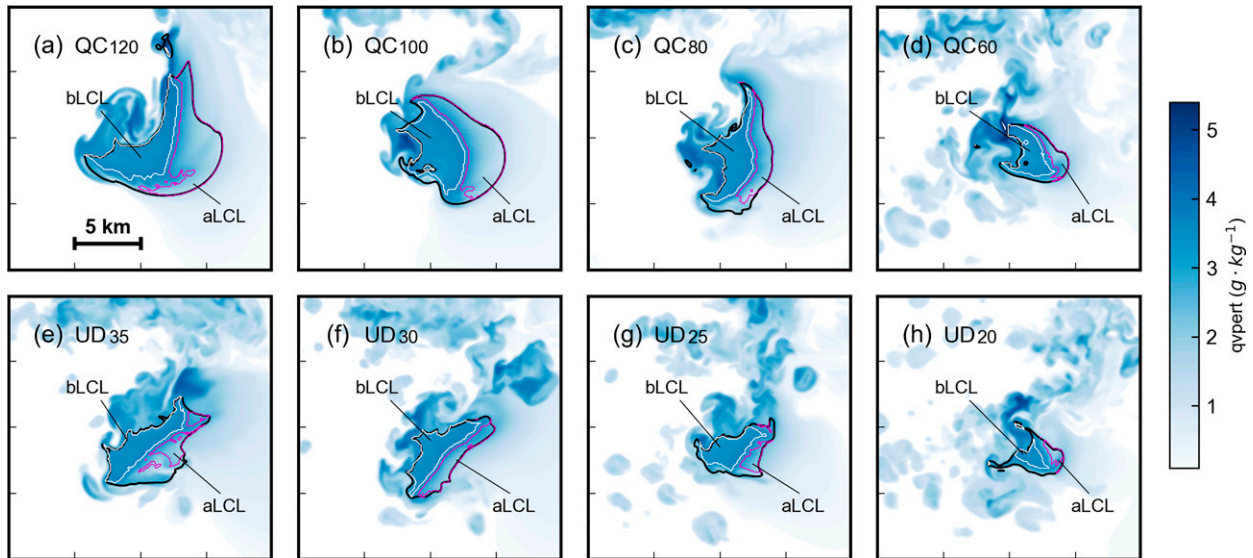 (a) QC120
bLCL
aLCL
5 km
(b) QC100
bLCL
aLCL
(c) QC80
bLCL
aLCL
(d) QC60
bLCL
aLCL
(e) UD35
bLCL
aLCL
(f) UD30
bLCL
aLCL
(g) UD25
bLCL
aLCL
(h) UD20
bLCL
aLCL
5
4
3
2
1
qvpert (g · kg⁻¹)